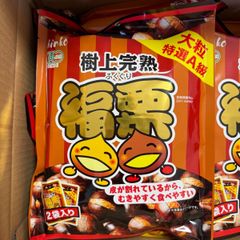 樹上完熟
大粒
特選A級
ふくぐり
福栗
皮が割れているから、
むきやすく食べやすい
2袋入り